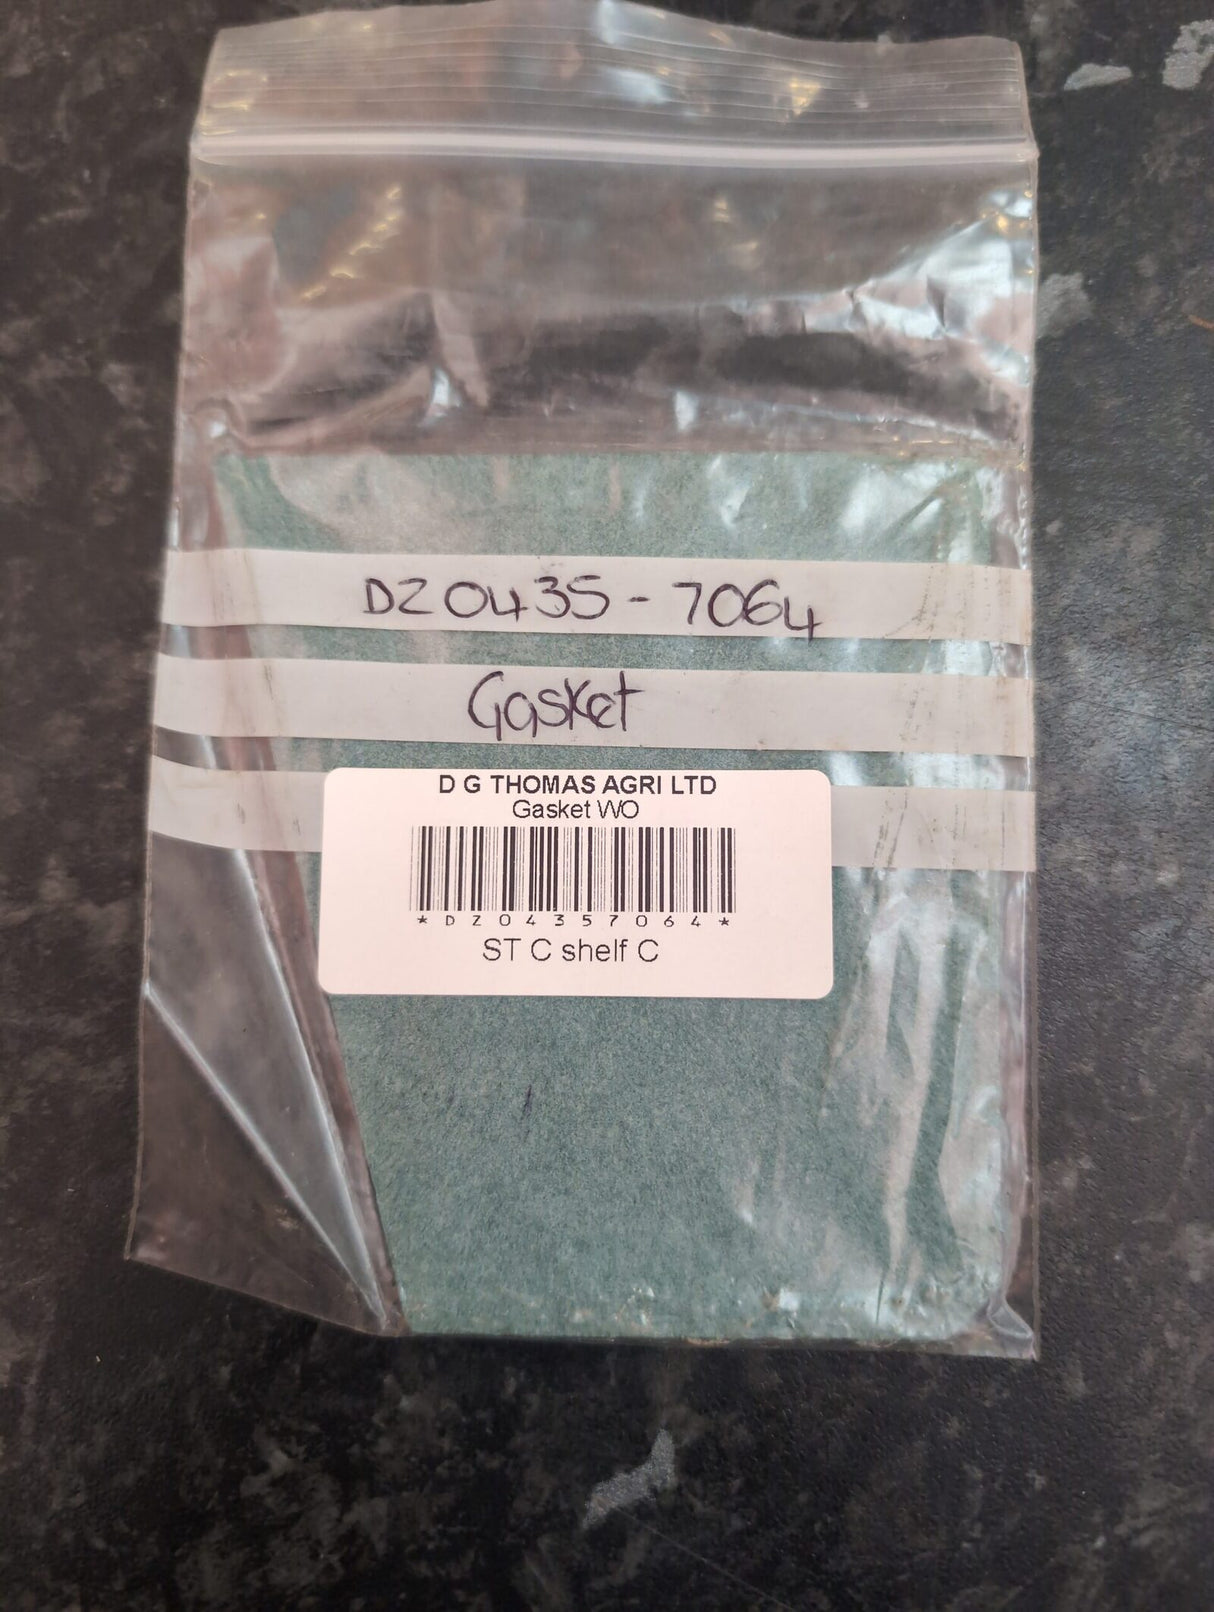 DZ0435-7064
Gasket
D G THOMAS AGRI LTD
Gasket WO
*DZ04357064*
ST C shelf C